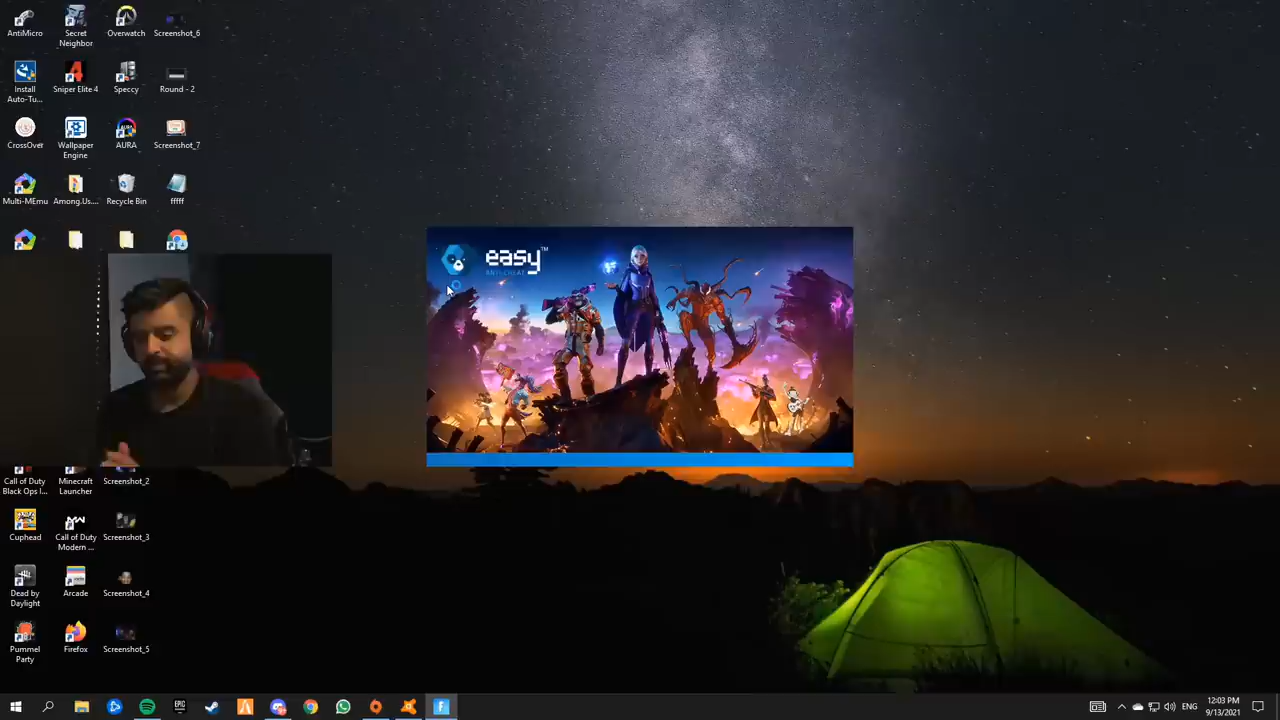 AntiMicro
Secret
Neighbor
Overwatch
Screenshot_6
Install
Auto-Tu...
Sniper Elite 4
Speccy
Round - 2
CrossOver
Wallpaper
Engine
AURA
Screenshot_7
Multi-MEmu
Among.Us....
Recycle Bin
fffff
easy™
ANTI-CHEAT
Call of Duty
Black Ops I...
Minecraft
Launcher
Screenshot_2
Cuphead
Call of Duty
Modern ...
Screenshot_3
Dead by
Daylight
Arcade
Screenshot_4
Pummel
Party
Firefox
Screenshot_5
EPIC
ENG
12:03 PM
9/13/2021